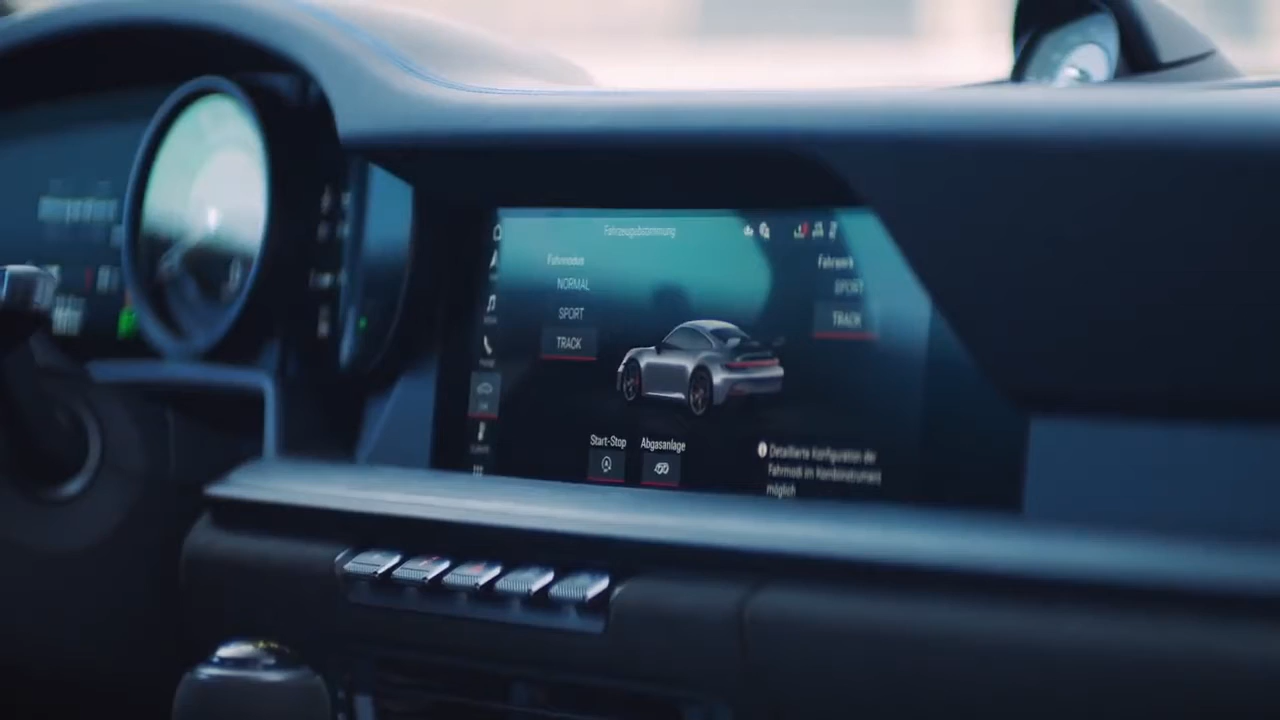 Fahrzeugabstimmung
Fahrmodus
NORMAL
SPORT
TRACK
Fahrwerk
SPORT
TRACK
Start-Stop
Abgasanlage
Detaillierte Konfiguration der
Fahrmodi im Kombiinstrument
möglich